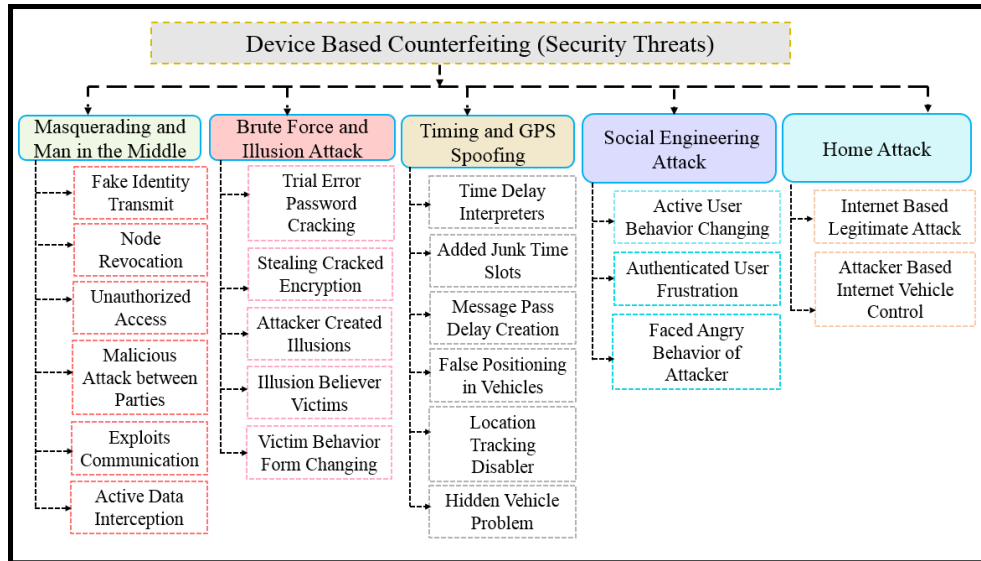 Device Based Counterfeiting (Security Threats)
Masquerading and
Man in the Middle
Fake Identity
Transmit
Node
Revocation
Unauthorized
Access
Malicious
Attack between
Parties
Exploits
Communication
Active Data
Interception
Brute Force and
Illusion Attack
Trial Error
Password
Cracking
Stealing Cracked
Encryption
Attacker Created
Illusions
Illusion Believer
Victims
Victim Behavior
Form Changing
Timing and GPS
Spoofing
Time Delay
Interpreters
Added Junk Time
Slots
Message Pass
Delay Creation
False Positioning
in Vehicles
Location
Tracking
Disabler
Hidden Vehicle
Problem
Social Engineering
Attack
Active User
Behavior Changing
Authenticated User
Frustration
Faced Angry
Behavior of
Attacker
Home Attack
Internet Based
Legitimate Attack
Attacker Based
Internet Vehicle
Control